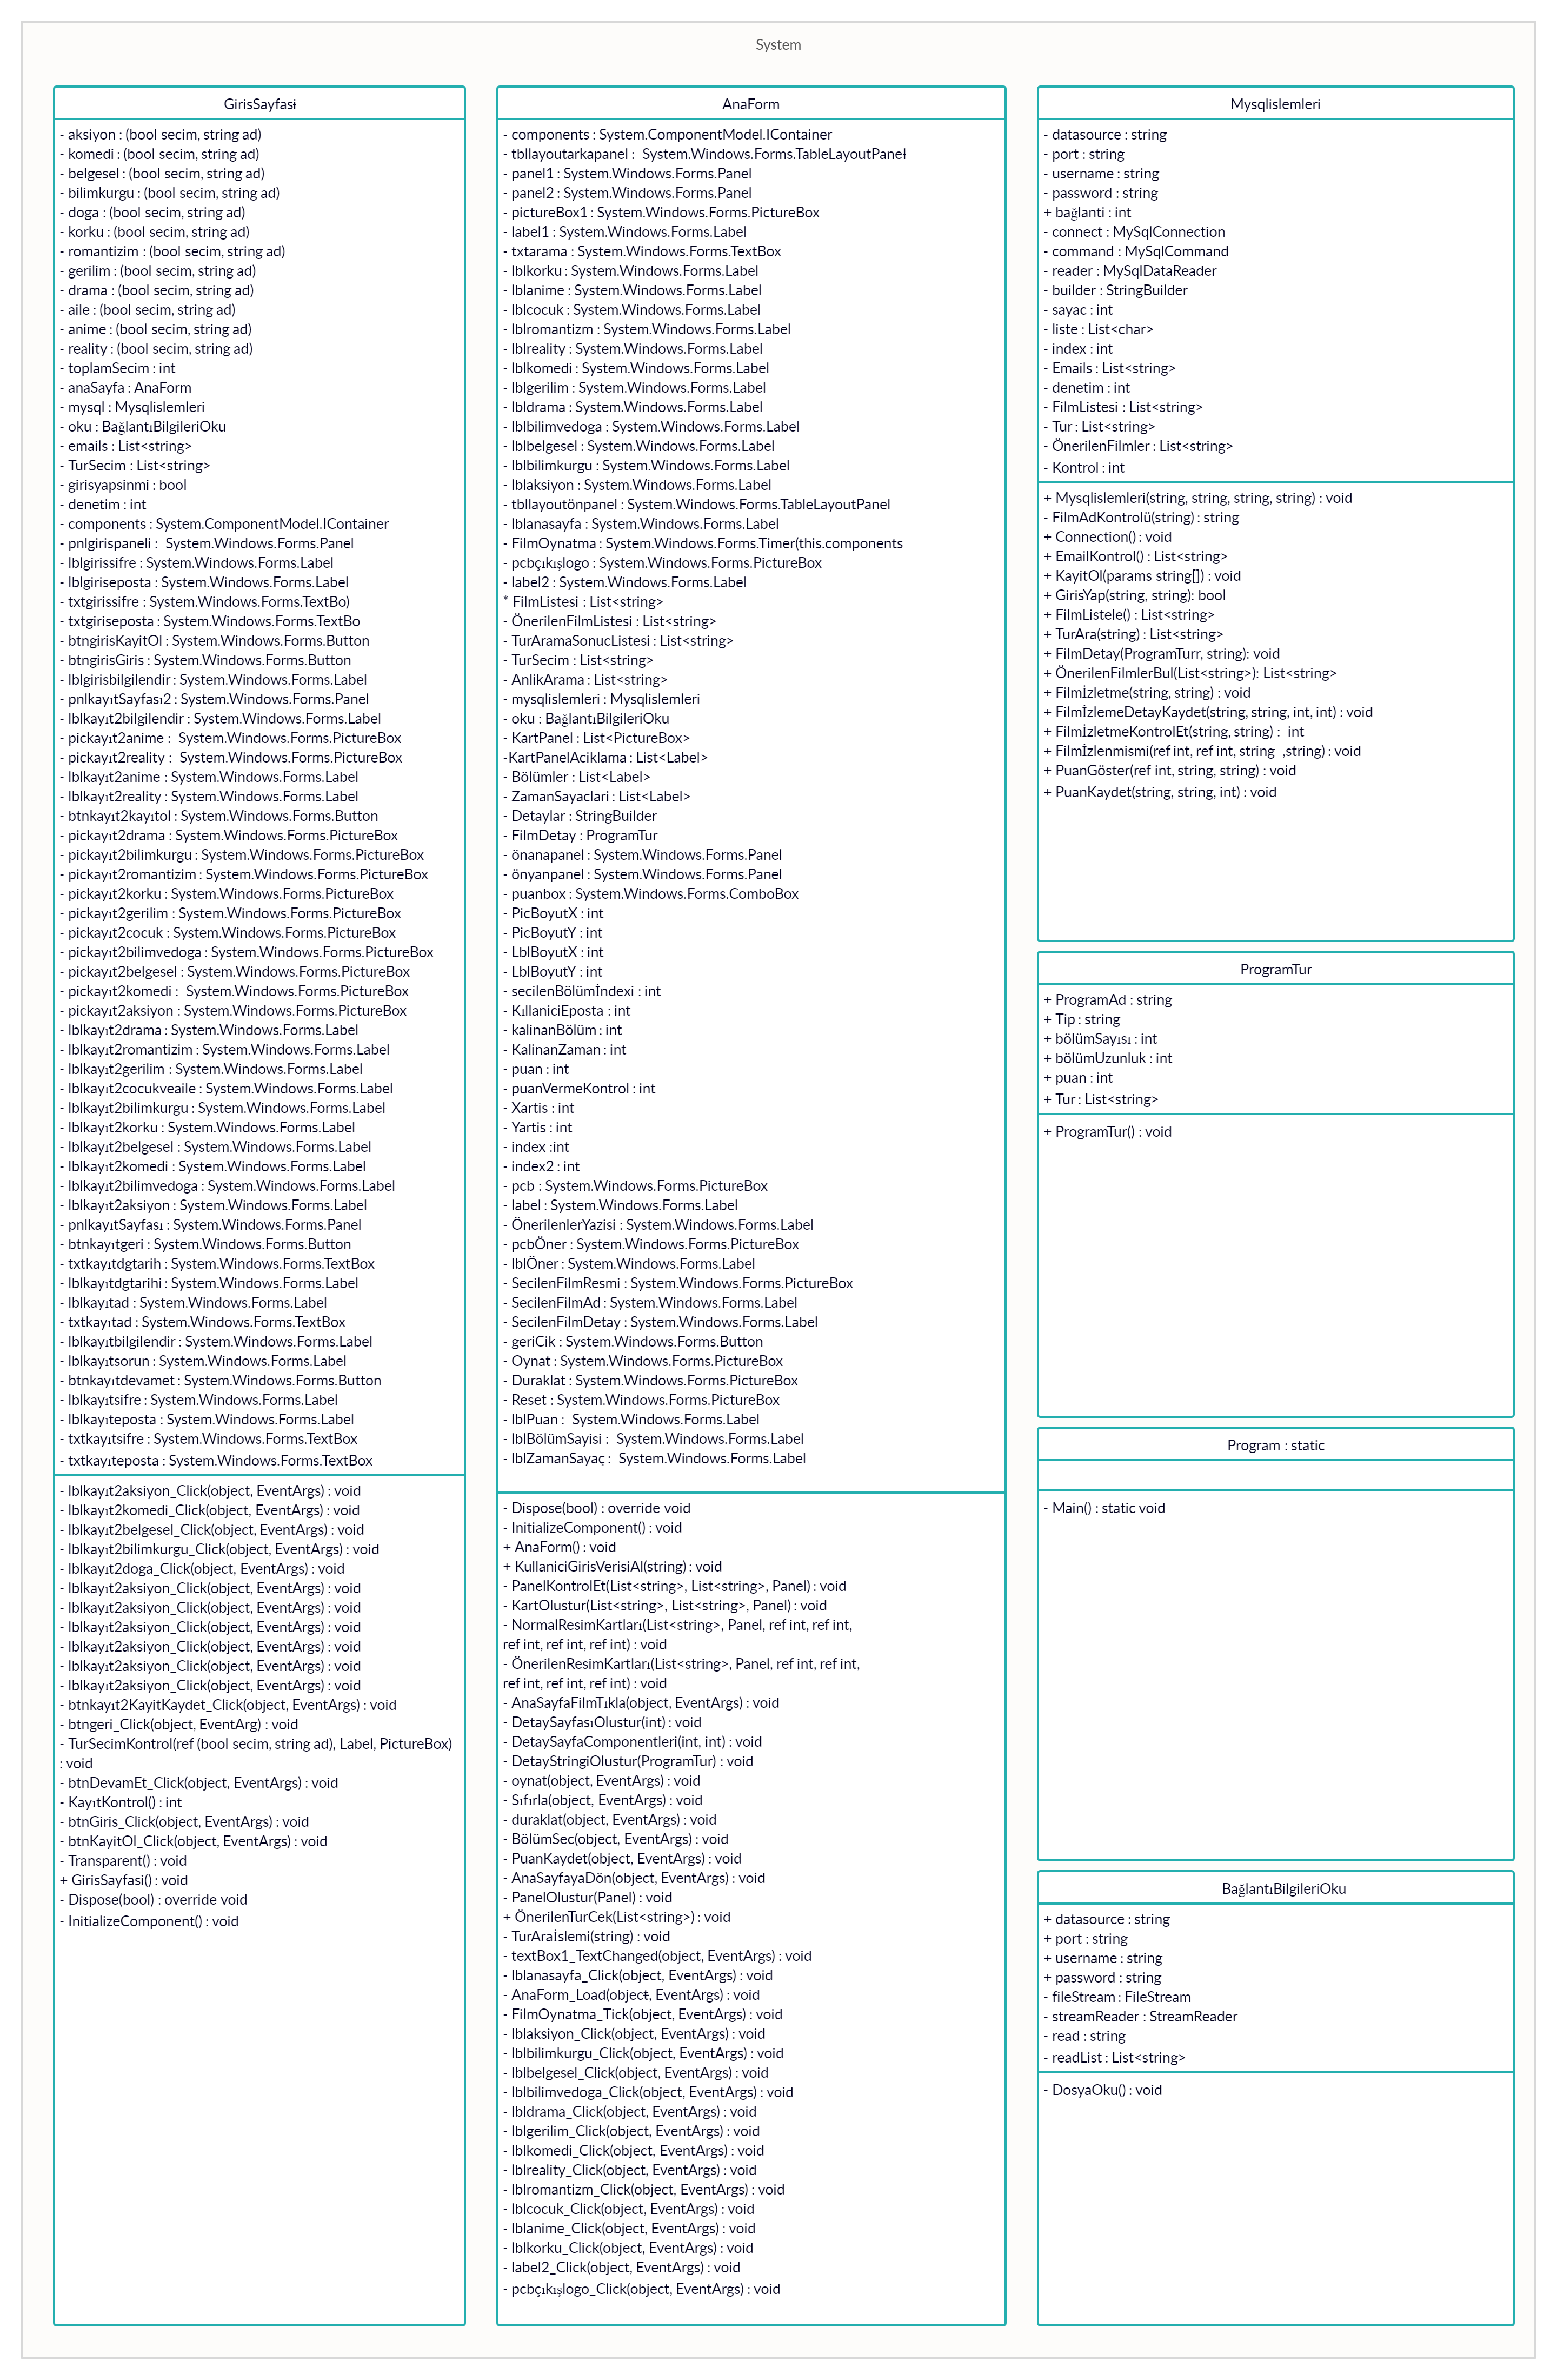 System
GirisSayfası
- aksiyon : (bool secim, string ad)
- komedi : (bool secim, string ad)
- belgesel : (bool secim, string ad)
- bilimkurgu : (bool secim, string ad)
- doga : (bool secim, string ad)
- korku : (bool secim, string ad)
- romantizim : (bool secim, string ad)
- gerilim : (bool secim, string ad)
- drama : (bool secim, string ad)
- aile : (bool secim, string ad)
- anime : (bool secim, string ad)
- reality : (bool secim, string ad)
- toplamSecim : int
- anaSayfa : AnaForm
- mysql : Mysqlislemleri
- oku : BağlantıBilgileriOku
- emails : List<string>
- TurSecim : List<string>
- girisyapsinmi : bool
- denetim : int
- components : System.ComponentModel.IContainer
- pnlgirispaneli :  System.Windows.Forms.Panel
- lblgirissifre : System.Windows.Forms.Label
- lblgiriseposta : System.Windows.Forms.Label
- txtgirissifre : System.Windows.Forms.TextBo)
- txtgiriseposta : System.Windows.Forms.TextBo
- btngirisKayitOl : System.Windows.Forms.Button
- btngirisGiris : System.Windows.Forms.Button
- lblgirisbilgilendir : System.Windows.Forms.Label
- pnlkayıtSayfası2 : System.Windows.Forms.Panel
- lblkayıt2bilgilendir : System.Windows.Forms.Label
- pickayıt2anime :  System.Windows.Forms.PictureBox
- pickayıt2reality :  System.Windows.Forms.PictureBox
- lblkayıt2anime : System.Windows.Forms.Label
- lblkayıt2reality : System.Windows.Forms.Label
- btnkayıt2kayıtol : System.Windows.Forms.Button
- pickayıt2drama : System.Windows.Forms.PictureBox
- pickayıt2bilimkurgu : System.Windows.Forms.PictureBox
- pickayıt2romantizim : System.Windows.Forms.PictureBox
- pickayıt2korku : System.Windows.Forms.PictureBox
- pickayıt2gerilim : System.Windows.Forms.PictureBox
- pickayıt2cocuk : System.Windows.Forms.PictureBox
- pickayıt2bilimvedoga : System.Windows.Forms.PictureBox
- pickayıt2belgesel : System.Windows.Forms.PictureBox
- pickayıt2komedi :  System.Windows.Forms.PictureBox
- pickayıt2aksiyon : System.Windows.Forms.PictureBox
- lblkayıt2drama : System.Windows.Forms.Label
- lblkayıt2romantizim : System.Windows.Forms.Label
- lblkayıt2gerilim : System.Windows.Forms.Label
- lblkayıt2cocukveaile : System.Windows.Forms.Label
- lblkayıt2bilimkurgu : System.Windows.Forms.Label
- lblkayıt2korku : System.Windows.Forms.Label
- lblkayıt2belgesel : System.Windows.Forms.Label
- lblkayıt2komedi : System.Windows.Forms.Label
- lblkayıt2bilimvedoga : System.Windows.Forms.Label
- lblkayıt2aksiyon : System.Windows.Forms.Label
- pnlkayıtSayfası : System.Windows.Forms.Panel
- btnkayıtgeri : System.Windows.Forms.Button
- txtkayıtdgtarih : System.Windows.Forms.TextBox
- lblkayıtdgtarihi : System.Windows.Forms.Label
- lblkayıtad : System.Windows.Forms.Label
- txtkayıtad : System.Windows.Forms.TextBox
- lblkayıtbilgilendir : System.Windows.Forms.Label
- lblkayıtsorun : System.Windows.Forms.Label
- btnkayıtdevamet : System.Windows.Forms.Button
- lblkayıtsifre : System.Windows.Forms.Label
- lblkayıteposta : System.Windows.Forms.Label
- txtkayıtsifre : System.Windows.Forms.TextBox
- txtkayıteposta : System.Windows.Forms.TextBox
- lblkayıt2aksiyon_Click(object, EventArgs) : void
- lblkayıt2komedi_Click(object, EventArgs) : void
- lblkayıt2belgesel_Click(object, EventArgs) : void
- lblkayıt2bilimkurgu_Click(object, EventArgs) : void
- lblkayıt2doga_Click(object, EventArgs) : void
- lblkayıt2aksiyon_Click(object, EventArgs) : void
- lblkayıt2aksiyon_Click(object, EventArgs) : void
- lblkayıt2aksiyon_Click(object, EventArgs) : void
- lblkayıt2aksiyon_Click(object, EventArgs) : void
- lblkayıt2aksiyon_Click(object, EventArgs) : void
- lblkayıt2aksiyon_Click(object, EventArgs) : void
- btnkayıt2KayitKaydet_Click(object, EventArgs) : void
- btngeri_Click(object, EventArg) : void
- TurSecimKontrol(ref (bool secim, string ad), Label, PictureBox)
: void
- btnDevamEt_Click(object, EventArgs) : void
- KayıtKontrol() : int
- btnGiris_Click(object, EventArgs) : void
- btnKayitOl_Click(object, EventArgs) : void
- Transparent() : void
+ GirisSayfasi() : void
- Dispose(bool) : override void
- InitializeComponent() : void
AnaForm
- components : System.ComponentModel.IContainer
- tbllayoutarkapanel :  System.Windows.Forms.TableLayoutPanel
- panel1 : System.Windows.Forms.Panel
- panel2 : System.Windows.Forms.Panel
- pictureBox1 : System.Windows.Forms.PictureBox
- label1 : System.Windows.Forms.Label
- txtarama : System.Windows.Forms.TextBox
- lblkorku : System.Windows.Forms.Label
- lblanime : System.Windows.Forms.Label
- lblcocuk : System.Windows.Forms.Label
- lblromantizm : System.Windows.Forms.Label
- lblreality : System.Windows.Forms.Label
- lblkomedi : System.Windows.Forms.Label
- lblgerilim : System.Windows.Forms.Label
- lbldrama : System.Windows.Forms.Label
- lblbilimvedoga : System.Windows.Forms.Label
- lblbelgesel : System.Windows.Forms.Label
- lblbilimkurgu : System.Windows.Forms.Label
- lblaksiyon : System.Windows.Forms.Label
- tbllayoutönpanel : System.Windows.Forms.TableLayoutPanel
- lblanasayfa : System.Windows.Forms.Label
- FilmOynatma : System.Windows.Forms.Timer(this.components
- pcbçıkışlogo : System.Windows.Forms.PictureBox
- label2 : System.Windows.Forms.Label
* FilmListesi : List<string>
- ÖnerilenFilmListesi : List<string>
- TurAramaSonucListesi : List<string>
- TurSecim : List<string>
- AnlikArama : List<string>
- mysqlislemleri : Mysqlislemleri
- oku : BağlantıBilgileriOku
- KartPanel : List<PictureBox>
-KartPanelAciklama : List<Label>
- Bölümler : List<Label>
- ZamanSayaclari : List<Label>
- Detaylar : StringBuilder
- FilmDetay : ProgramTur
- önanapanel : System.Windows.Forms.Panel
- önyanpanel : System.Windows.Forms.Panel
- puanbox : System.Windows.Forms.ComboBox
- PicBoyutX : int
- PicBoyutY : int
- LblBoyutX : int
- LblBoyutY : int
- secilenBölümİndexi : int
- KıllaniciEposta : int
- kalinanBölüm : int
- KalinanZaman : int
- puan : int
- puanVermeKontrol : int
- Xartis : int
- Yartis : int
- index :int
- index2 : int
- pcb : System.Windows.Forms.PictureBox
- label : System.Windows.Forms.Label
- ÖnerilenlerYazisi : System.Windows.Forms.Label
- pcbÖner : System.Windows.Forms.PictureBox
- lblÖner : System.Windows.Forms.Label
- SecilenFilmResmi : System.Windows.Forms.PictureBox
- SecilenFilmAd : System.Windows.Forms.Label
- SecilenFilmDetay : System.Windows.Forms.Label
- geriCik : System.Windows.Forms.Button
- Oynat : System.Windows.Forms.PictureBox
- Duraklat : System.Windows.Forms.PictureBox
- Reset : System.Windows.Forms.PictureBox
- lblPuan :  System.Windows.Forms.Label
- lblBölümSayisi :  System.Windows.Forms.Label
- lblZamanSayaç :  System.Windows.Forms.Label
- Dispose(bool) : override void
- InitializeComponent() : void
+ AnaForm() : void
+ KullaniciGirisVerisiAl(string) : void
- PanelKontrolEt(List<string>, List<string>, Panel) : void
- KartOlustur(List<string>, List<string>, Panel) : void
- NormalResimKartları(List<string>, Panel, ref int, ref int,
ref int, ref int, ref int) : void
- ÖnerilenResimKartları(List<string>, Panel, ref int, ref int,
ref int, ref int, ref int) : void
- AnaSayfaFilmTıkla(object, EventArgs) : void
- DetaySayfasıOlustur(int) : void
- DetaySayfaComponentleri(int, int) : void
- DetayStringiOlustur(ProgramTur) : void
- oynat(object, EventArgs) : void
- Sıfırla(object, EventArgs) : void
- duraklat(object, EventArgs) : void
- BölümSec(object, EventArgs) : void
- PuanKaydet(object, EventArgs) : void
- AnaSayfayaDön(object, EventArgs) : void
- PanelOlustur(Panel) : void
+ ÖnerilenTurCek(List<string>) : void
- TurAraİslemi(string) : void
- textBox1_TextChanged(object, EventArgs) : void
- lblanasayfa_Click(object, EventArgs) : void
- AnaForm_Load(object, EventArgs) : void
- FilmOynatma_Tick(object, EventArgs) : void
- lblaksiyon_Click(object, EventArgs) : void
- lblbilimkurgu_Click(object, EventArgs) : void
- lblbelgesel_Click(object, EventArgs) : void
- lblbilimvedoga_Click(object, EventArgs) : void
- lbldrama_Click(object, EventArgs) : void
- lblgerilim_Click(object, EventArgs) : void
- lblkomedi_Click(object, EventArgs) : void
- lblreality_Click(object, EventArgs) : void
- lblromantizm_Click(object, EventArgs) : void
- lblcocuk_Click(object, EventArgs) : void
- lblanime_Click(object, EventArgs) : void
- lblkorku_Click(object, EventArgs) : void
- label2_Click(object, EventArgs) : void
- pcbçıkışlogo_Click(object, EventArgs) : void
Mysqlislemleri
- datasource : string
- port : string
- username : string
- password : string
+ bağlanti : int
- connect : MySqlConnection
- command : MySqlCommand
- reader : MySqlDataReader
- builder : StringBuilder
- sayac : int
- liste : List<char>
- index : int
- Emails : List<string>
- denetim : int
- FilmListesi : List<string>
- Tur : List<string>
- ÖnerilenFilmler : List<string>
- Kontrol : int
+ Mysqlislemleri(string, string, string, string) : void
- FilmAdKontrolü(string) : string
+ Connection() : void
+ EmailKontrol() : List<string>
+ KayitOl(params string[]) : void
+ GirisYap(string, string): bool
+ FilmListele() : List<string>
+ TurAra(string) : List<string>
+ FilmDetay(ProgramTurr, string): void
+ ÖnerilenFilmlerBul(List<string>): List<string>
+ Filmİzletme(string, string) : void
+ FilmİzlemeDetayKaydet(string, string, int, int) : void
+ FilmİzletmeKontrolEt(string, string) :  int
+ Filmİzlenmismi(ref int, ref int, string  ,string) : void
+ PuanGöster(ref int, string, string) : void
+ PuanKaydet(string, string, int) : void
ProgramTur
+ ProgramAd : string
+ Tip : string
+ bölümSayısı : int
+ bölümUzunluk : int
+ puan : int
+ Tur : List<string>
+ ProgramTur() : void
Program : static
- Main() : static void
BağlantıBilgileriOku
+ datasource : string
+ port : string
+ username : string
+ password : string
- fileStream : FileStream
- streamReader : StreamReader
- read : string
- readList : List<string>
- DosyaOku() : void